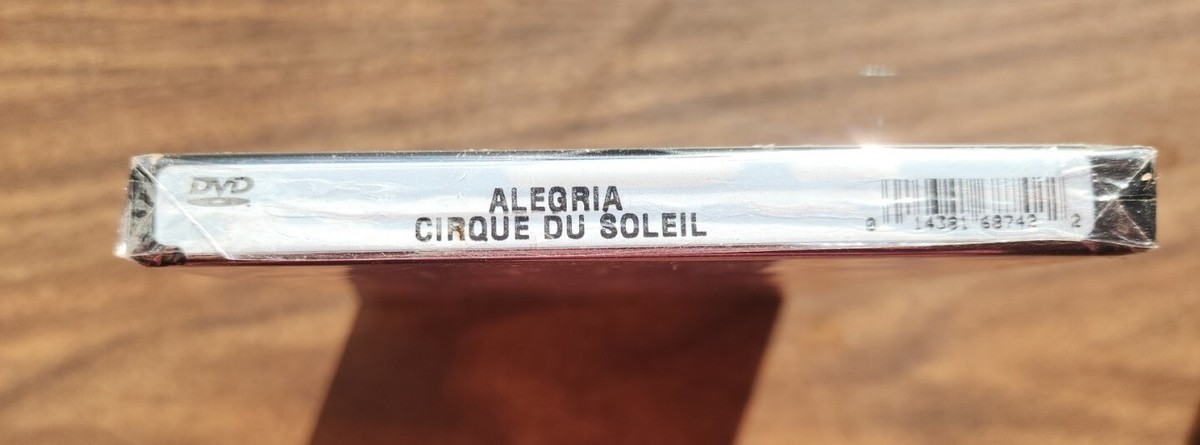 DVD
ALEGRIA
CIRQUE DU SOLEIL
0 14381 68742 2